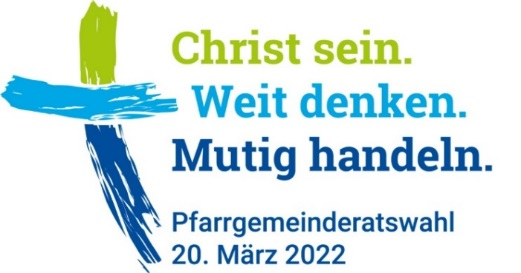 Christ sein.
Weit denken.
Mutig handeln.
Pfarrgemeinderatswahl
20. März 2022